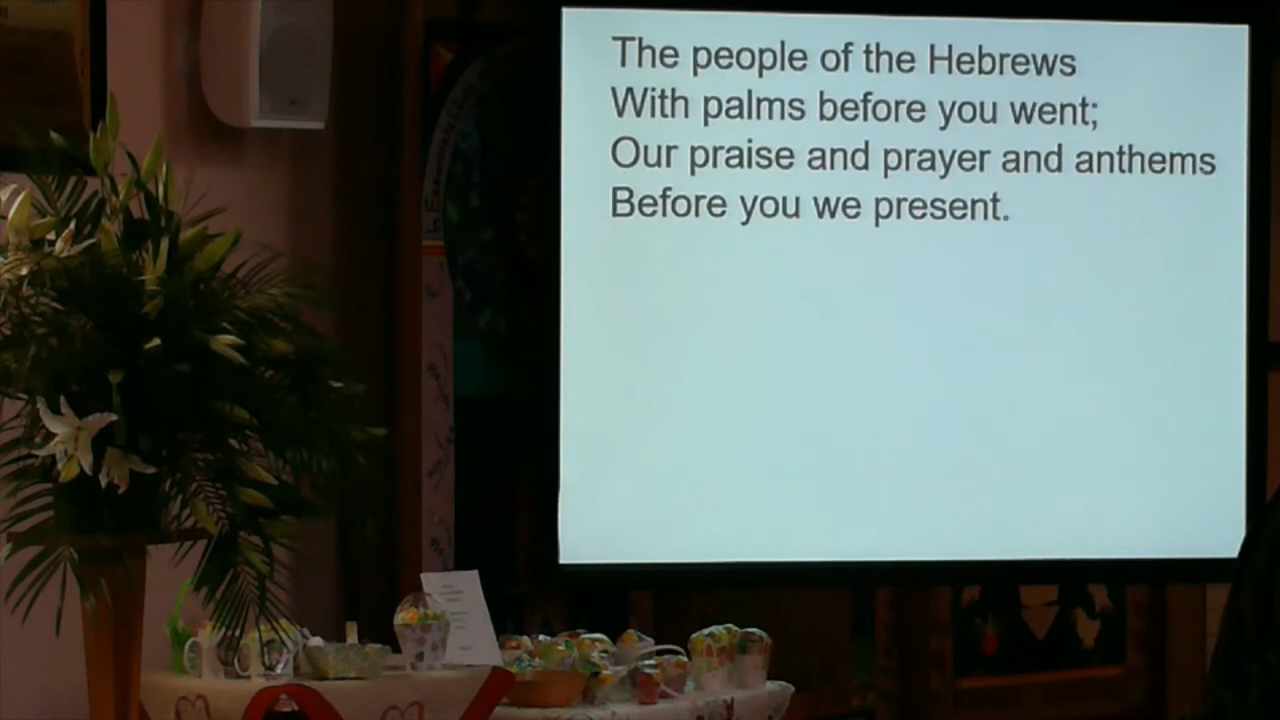 The people of the Hebrews
With palms before you went;
Our praise and prayer and anthems
Before you we present.